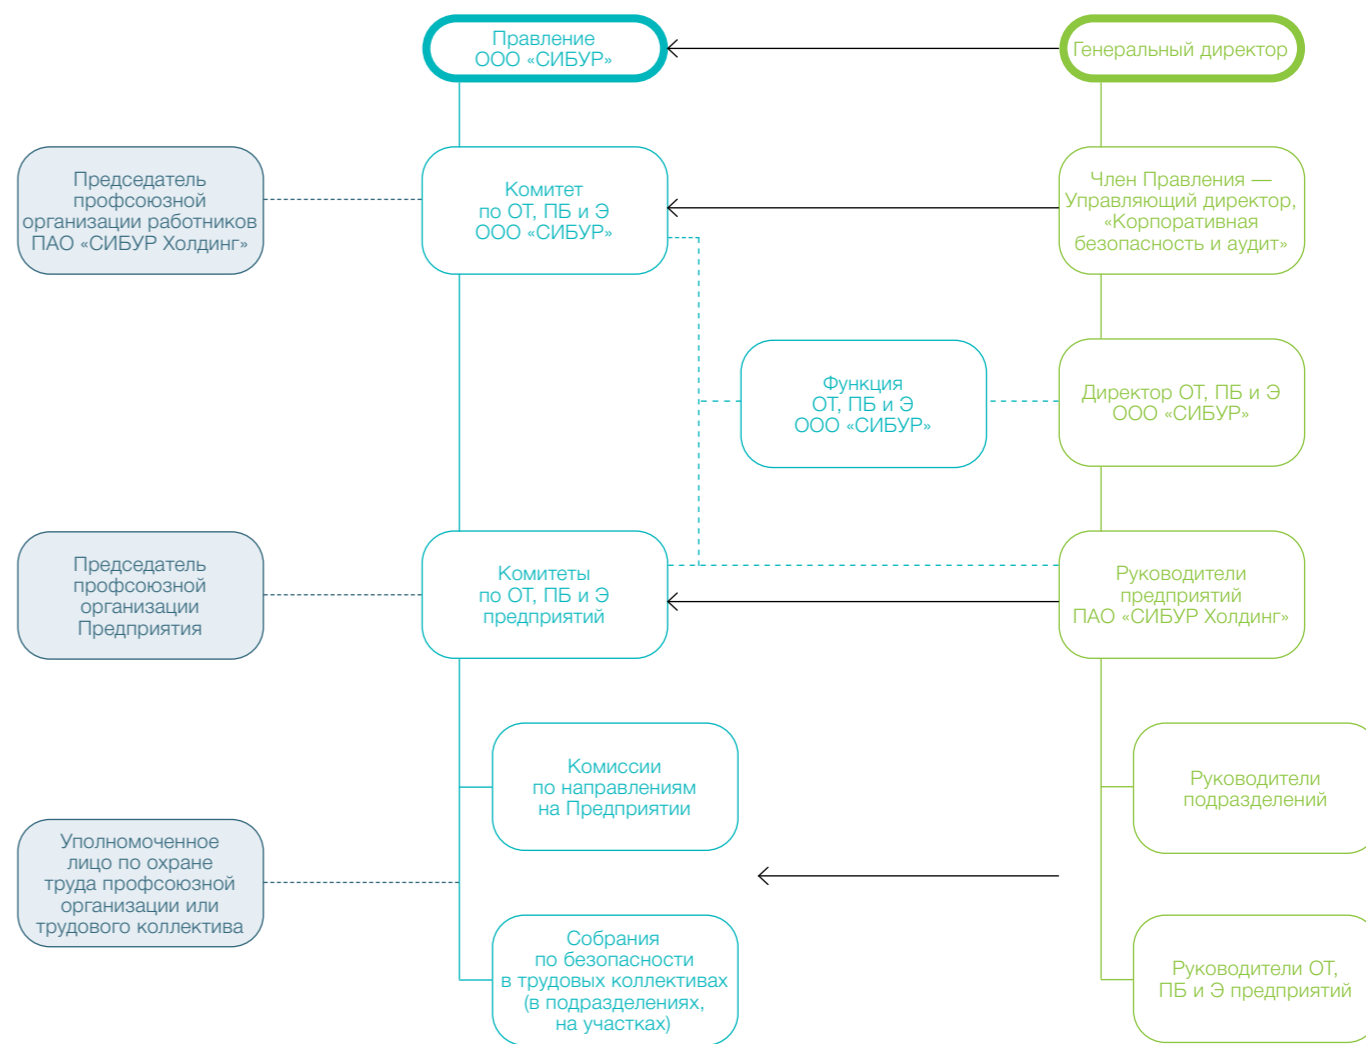 Правление
ООО «СИБУР»
Генеральный директор
Председатель
профсоюзной
организации работников
ПАО «СИБУР Холдинг»
Комитет
по ОТ, ПБ и Э
ООО «СИБУР»
Член Правления —
Управляющий директор,
«Корпоративная
безопасность и аудит»
Функция
ОТ, ПБ и Э
ООО «СИБУР»
Директор ОТ, ПБ и Э
ООО «СИБУР»
Председатель
профсоюзной
организации
Предприятия
Комитеты
по ОТ, ПБ и Э
предприятий
Руководители
предприятий
ПАО «СИБУР Холдинг»
Комиссии
по направлениям
на Предприятии
Руководители
подразделений
Уполномоченное
лицо по охране
труда профсоюзной
организации или
трудового коллектива
Собрания
по безопасности
в трудовых коллективах
(в подразделениях,
на участках)
Руководители ОТ,
ПБ и Э предприятий